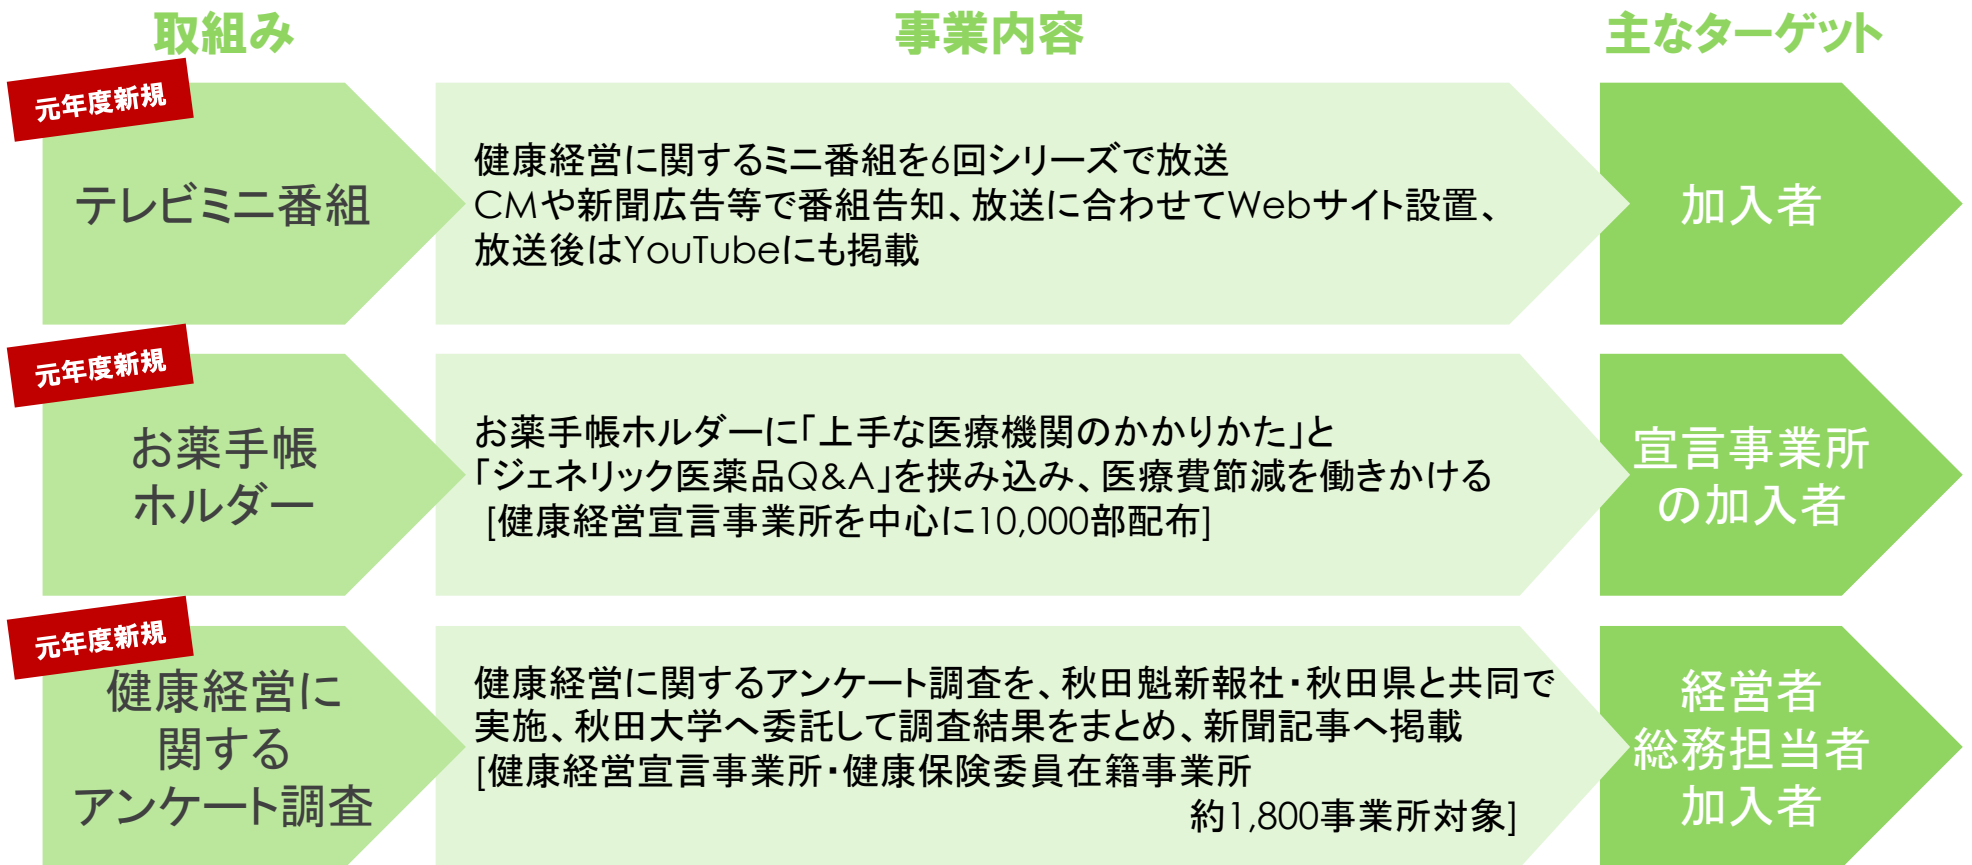 取組み
事業内容
主なターゲット
元年度新規
テレビミニ番組
健康経営に関するミニ番組を6回シリーズで放送
CMや新聞広告等で番組告知、放送に合わせてWebサイト設置、
放送後はYouTubeにも掲載
加入者
元年度新規
お薬手帳
ホルダー
お薬手帳ホルダーに「上手な医療機関のかかりかた」と
「ジェネリック医薬品Q&A」を挟み込み、医療費節減を働きかける
[健康経営宣言事業所を中心に10,000部配布]
宣言事業所
の加入者
元年度新規
健康経営に
関する
アンケート調査
健康経営に関するアンケート調査を、秋田魁新報社・秋田県と共同で
実施、秋田大学へ委託して調査結果をまとめ、新聞記事へ掲載
[健康経営宣言事業所・健康保険委員在籍事業所
約1,800事業所対象]
経営者
総務担当者
加入者